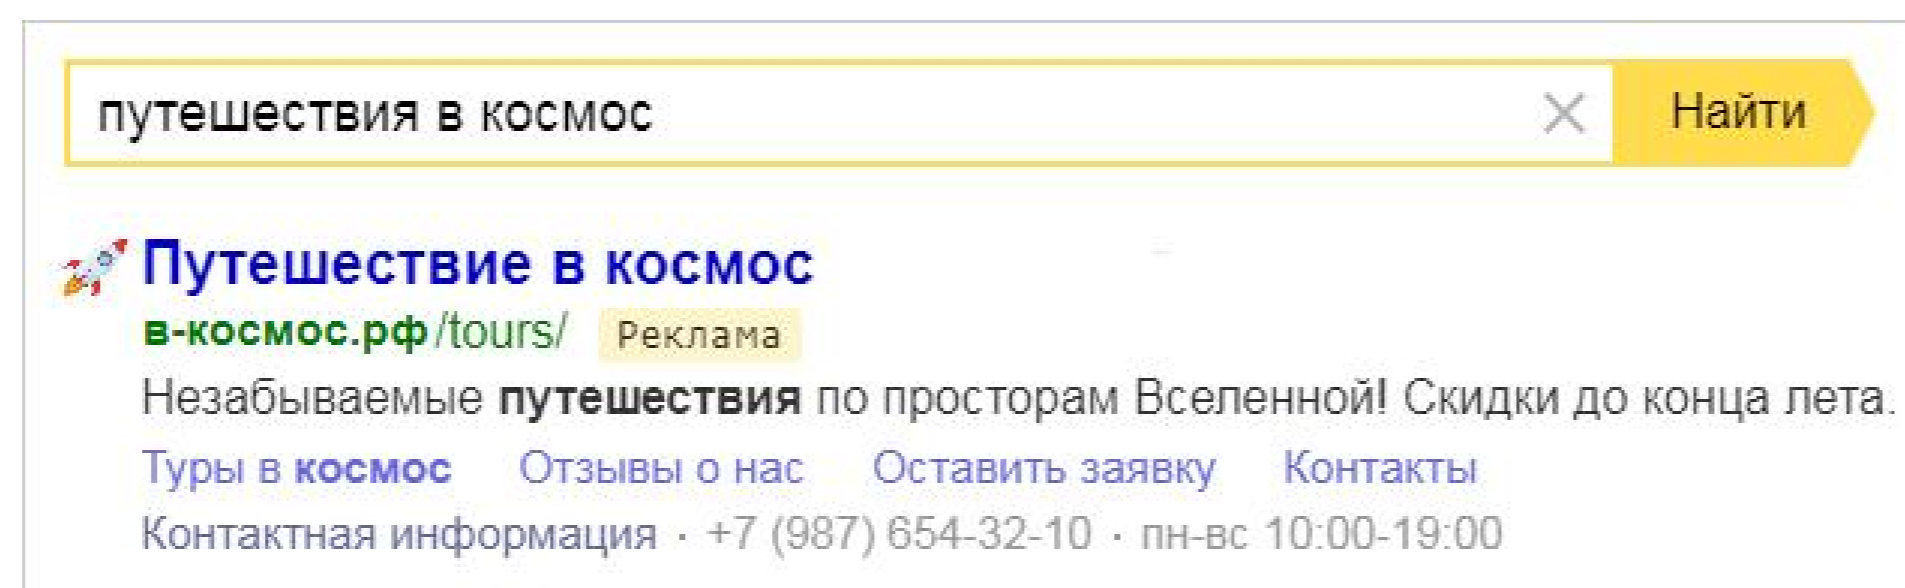 путешествия в космос Найти
Путешествие в космос
в-космос.рф/tours/ Реклама
Незабываемые путешествия по просторам Вселенной! Скидки до конца лета.
Туры в космос Отзывы о нас Оставить заявку Контакты
Контактная информация · +7 (987) 654-32-10 · пн-вс 10:00-19:00